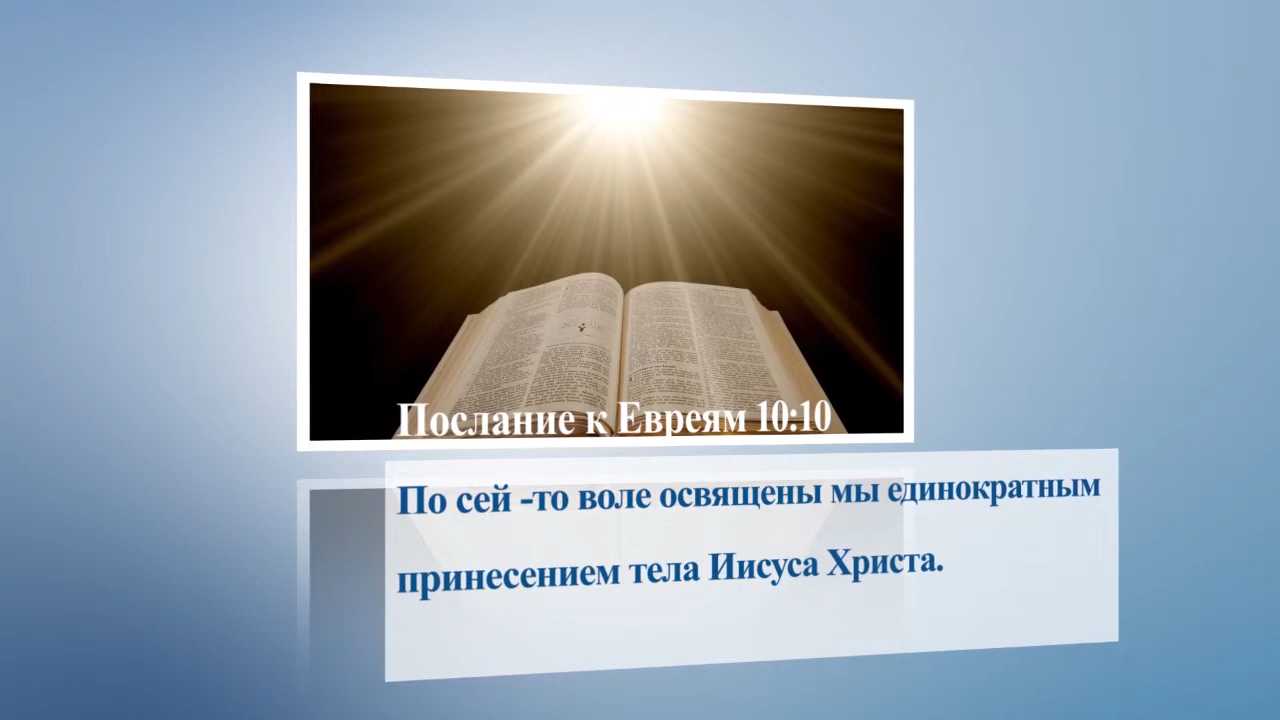 Послание к Евреям 10:10
По сей -то воле освящены мы единократным
принесением тела Иисуса Христа.